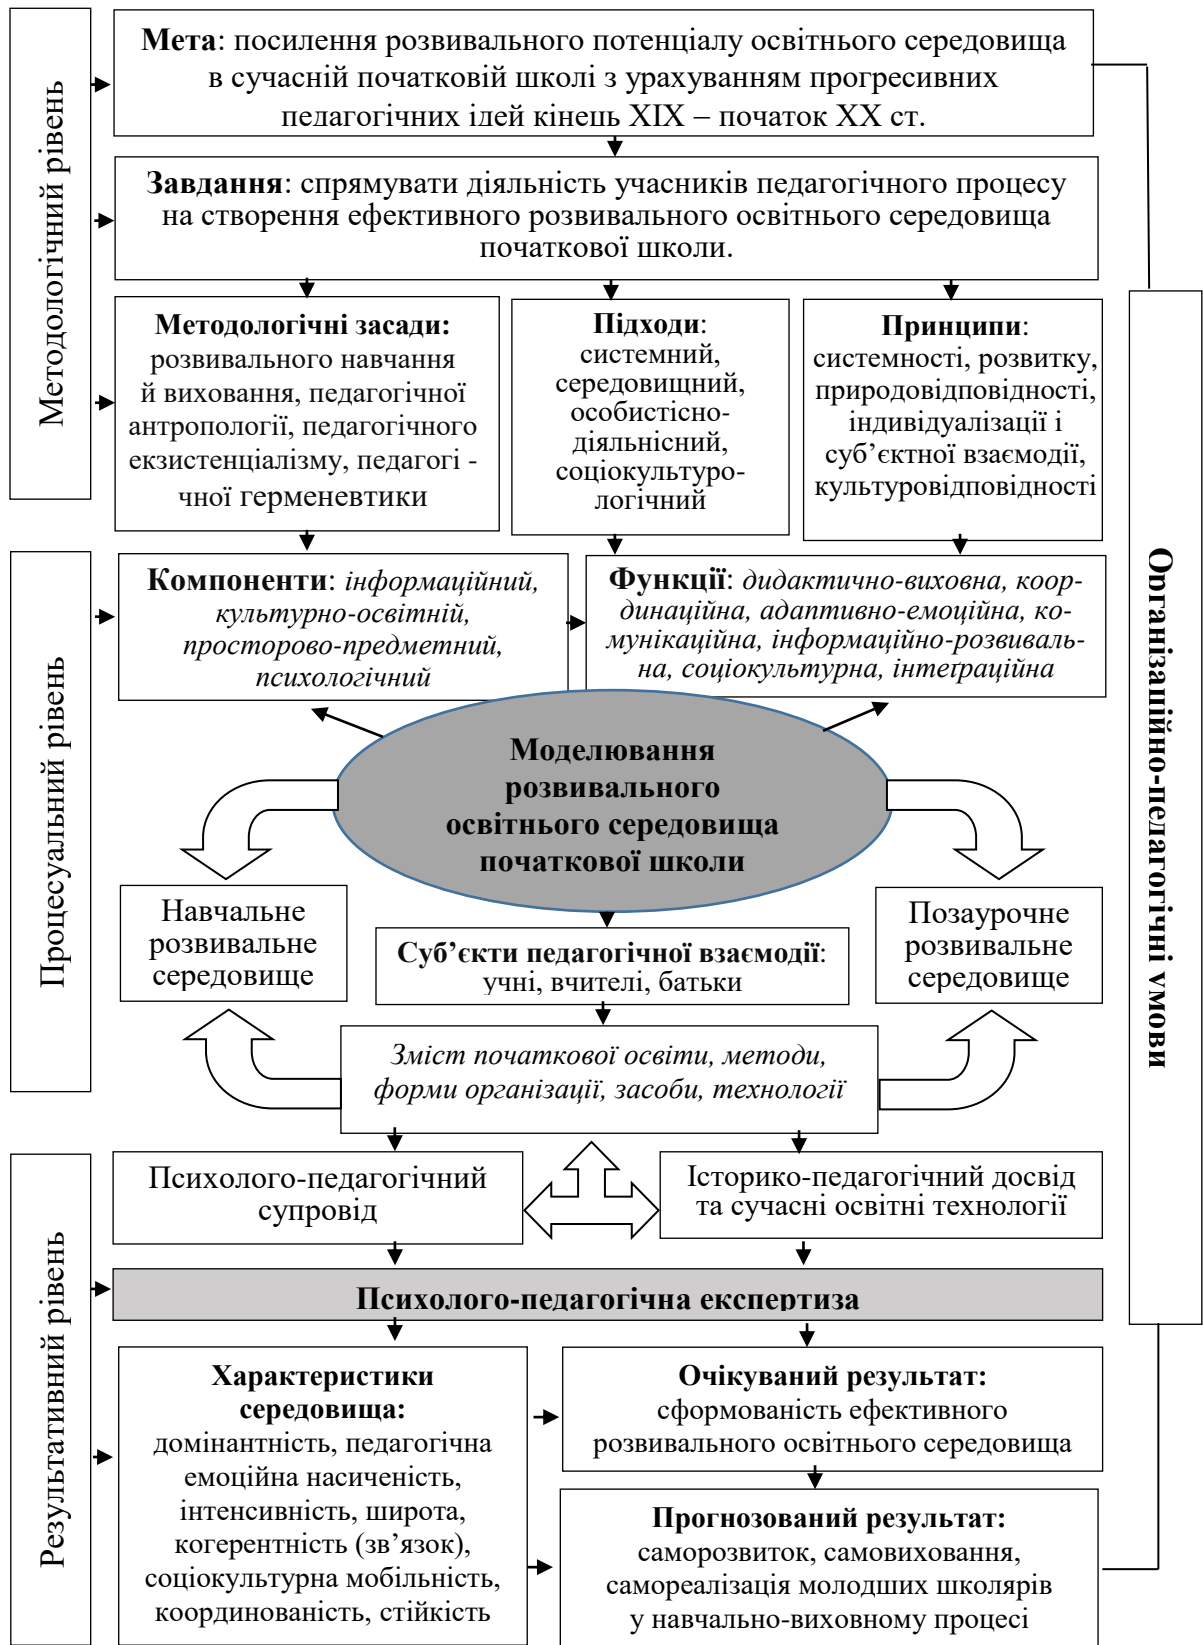 Методологічний рівень
Мета: посилення розвивального потенціалу освітнього середовища
в сучасній початковій школі з урахуванням прогресивних
педагогічних ідей кінець ХІХ – початок ХХ ст.
Завдання: спрямувати діяльність учасників педагогічного процесу
на створення ефективного розвивального освітнього середовища
початкової школи.
Методологічні засади:
розвивального навчання
й виховання, педагогічної
антропології, педагогічного
екзистенціалізму, педагогі -
чної герменевтики
Підходи:
системний,
середовищний,
особистісно-
діяльнісний,
соціокультуро-
логічний
Принципи:
системності, розвитку,
природовідповідності,
індивідуалізації і
суб’єктної взаємодії,
культуровідповідності
Організаційно-педагогічні умови
Процесуальний рівень
Компоненти: інформаційний,
культурно-освітній,
просторово-предметний,
психологічний
Функції: дидактично-виховна, коор-
динаційна, адаптивно-емоційна, ко-
мунікаційна, інформаційно-розвиваль-
на, соціокультурна, інтеґраційна
Моделювання
розвивального
освітнього середовища
початкової школи
Навчальне
розвивальне
середовище
Суб’єкти педагогічної взаємодії:
учні, вчителі, батьки
Позаурочне
розвивальне
середовище
Зміст початкової освіти, методи,
форми організації, засоби, технології
Результативний рівень
Психолого-педагогічний
супровід
Історико-педагогічний досвід
та сучасні освітні технології
Психолого-педагогічна експертиза
Характеристики
середовища:
домінантність, педагогічна
емоційна насиченість,
інтенсивність, широта,
когерентність (зв’язок),
соціокультурна мобільність,
координованість, стійкість
Очікуваний результат:
сформованість ефективного
розвивального освітнього середовища
Прогнозований результат:
саморозвиток, самовиховання,
самореалізація молодших школярів
у навчально-виховному процесі